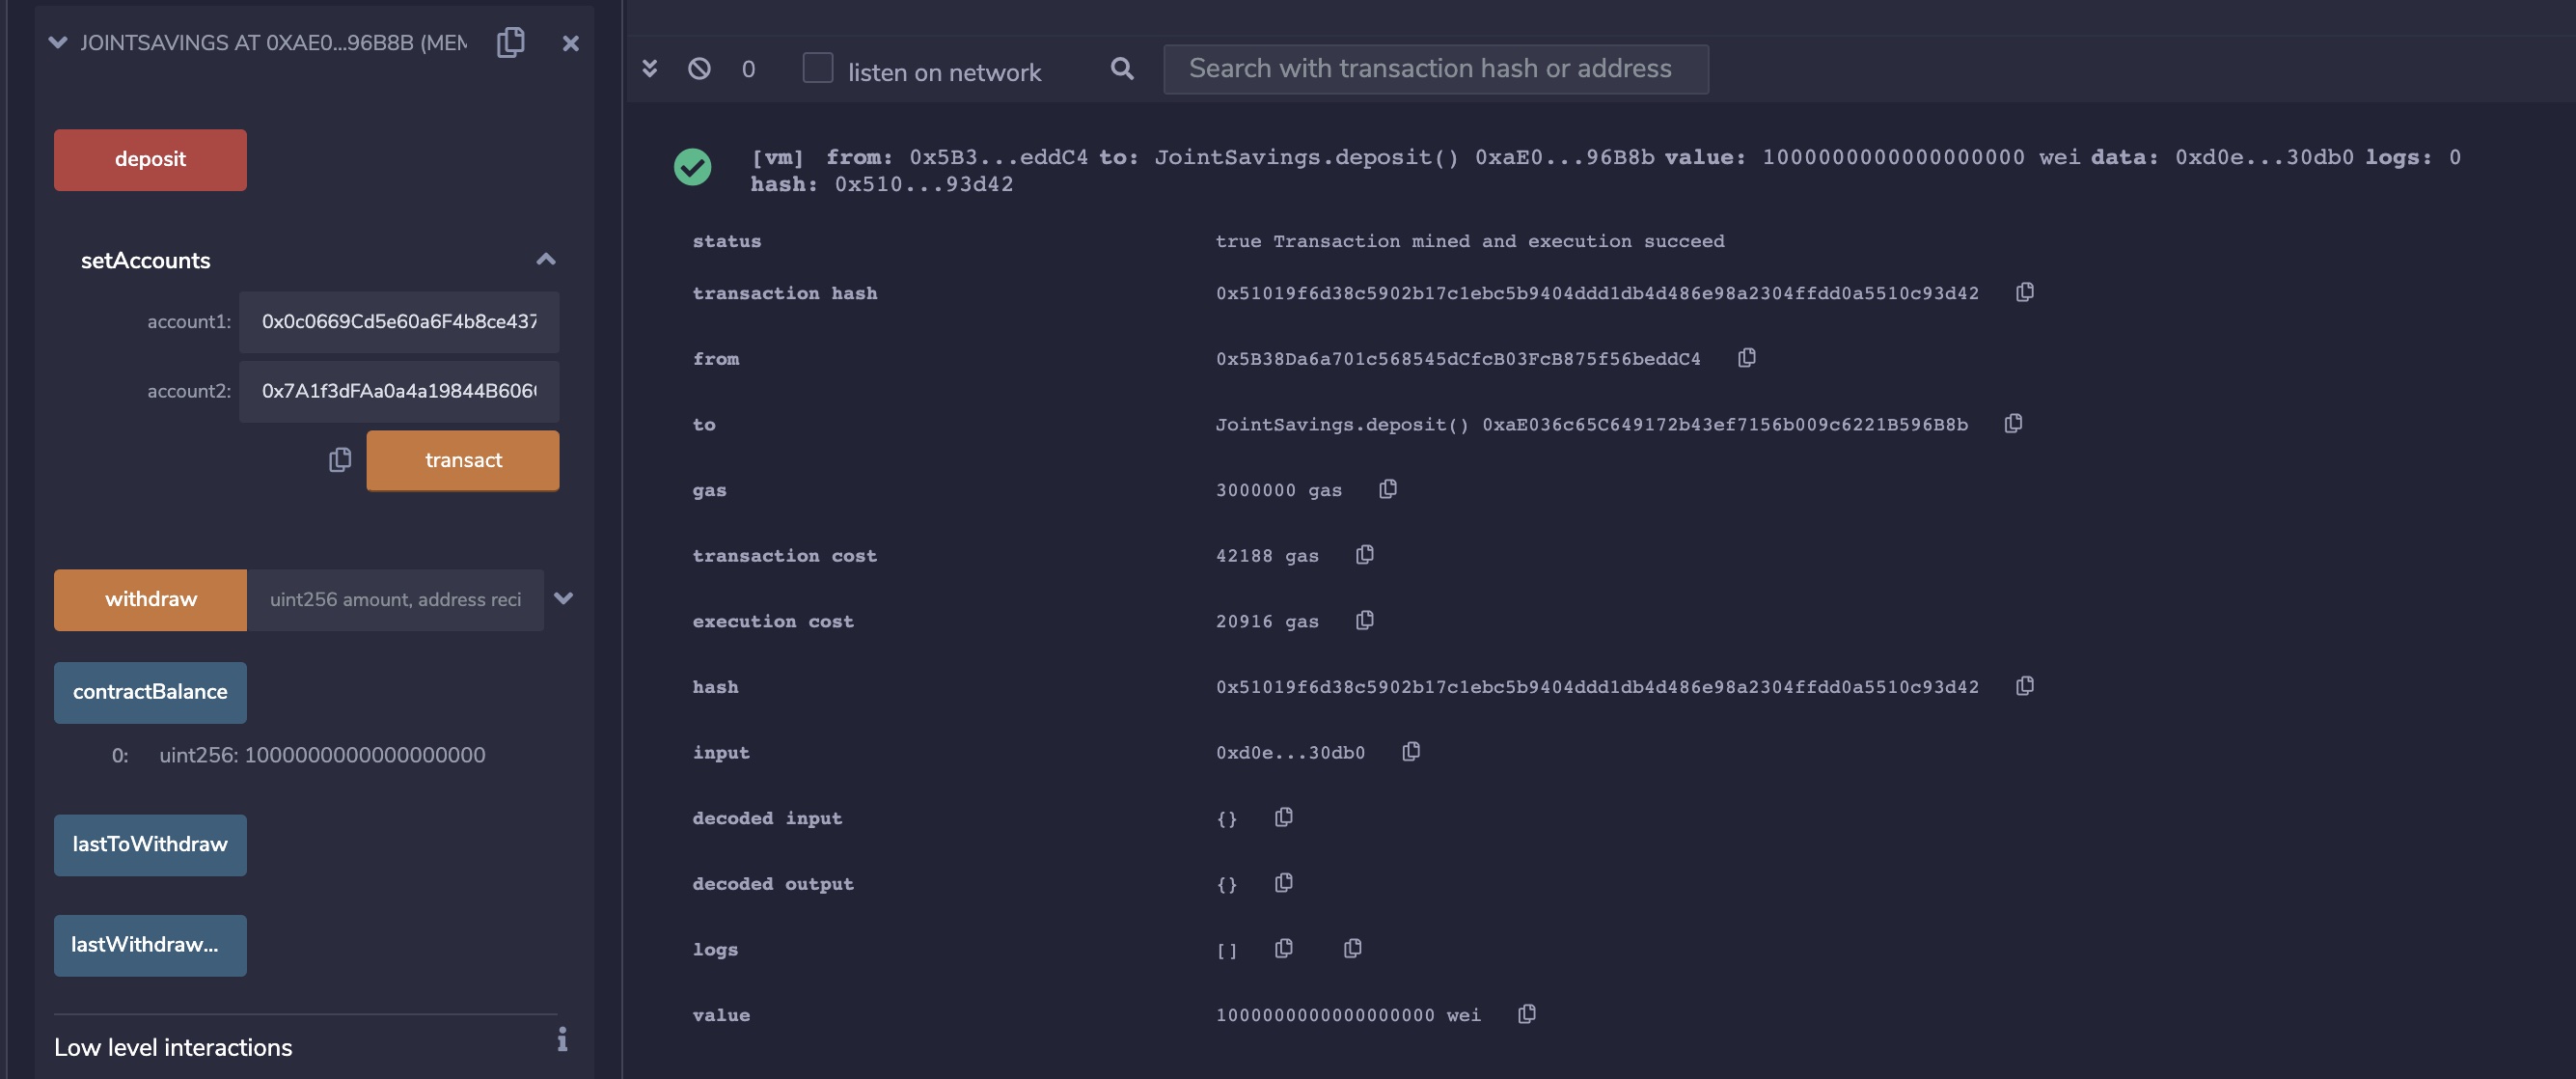 JOINTSAVINGS AT 0XAE0...96B8B (MEM
deposit
setAccounts
account1: 0x0c0669Cd5e60a6F4b8ce437
account2: 0x7A1f3dFAa0a4a19844B606
transact
withdraw uint256 amount, address reci
contractBalance
0: uint256: 1000000000000000000
lastToWithdraw
lastWithdraw...
Low level interactions
0 listen on network Search with transaction hash or address
[vm] from: 0x5B3...eddC4 to: JointSavings.deposit() 0xaE0...96B8b value: 1000000000000000000 wei data: 0xd0e...30db0 logs: 0
hash: 0x510...93d42
status true Transaction mined and execution succeed
transaction hash 0x51019f6d38c5902b17c1ebc5b9404ddd1db4d486e98a2304ffdd0a5510c93d42
from 0x5B38Da6a701c568545dCfcB03FcB875f56beddC4
to JointSavings.deposit() 0xaE036c65C649172b43ef7156b009c6221B596B8b
gas 3000000 gas
transaction cost 42188 gas
execution cost 20916 gas
hash 0x51019f6d38c5902b17c1ebc5b9404ddd1db4d486e98a2304ffdd0a5510c93d42
input 0xd0e...30db0
decoded input {}
decoded output {}
logs []
value 1000000000000000000 wei